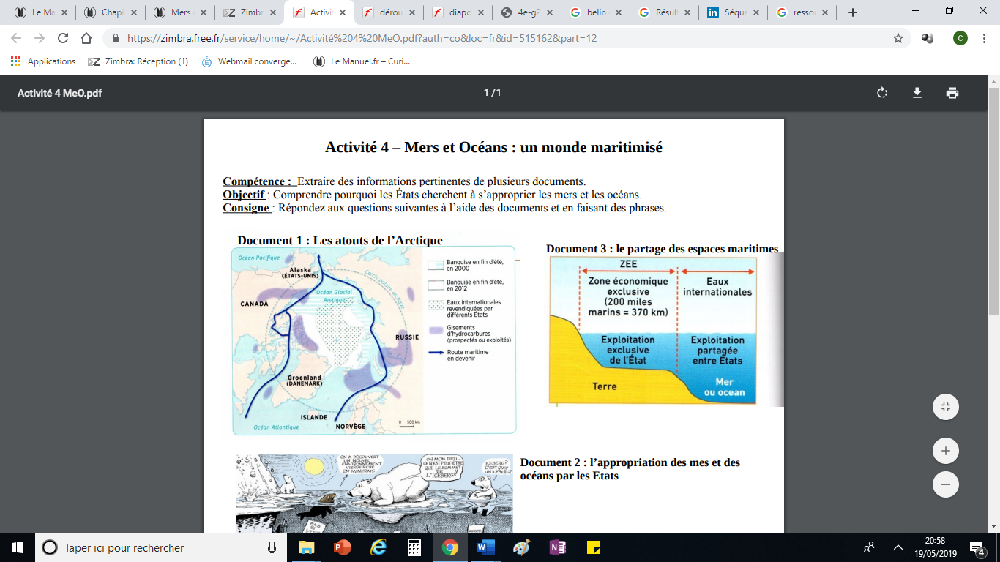 Le Ma
Chapi
Mers
Zimbr
Activi
dérou
diapo
4e-g2
belin
Résul
Séqu
resso
https://zimbra.free.fr/service/home/~/Activité%204%20MeO.pdf?auth=co&loc=fr&id=515162&part=12
C
Applications
Zimbra: Réception (1)
Webmail converge...
Le Manuel.fr – Curi...
Activité 4 MeO.pdf
1 / 1
Activité 4 – Mers et Océans : un monde maritimisé
Compétence : Extraire des informations pertinentes de plusieurs documents.
Objectif : Comprendre pourquoi les États cherchent à s'approprier les mers et les océans.
Consigne : Répondez aux questions suivantes à l'aide des documents et en faisant des phrases.
Document 1 : Les atouts de l'Arctique
Océan Pacifique
Alaska
(ÉTATS-UNIS)
Cercle polaire arctique
Océan Glacial
Arctique
CANADA
RUSSIE
Groenland
(DANEMARK)
ISLANDE
NORVÈGE
Océan Atlantique
0 500 km
Banquise en fin d'été,
en 2000
Banquise en fin d'été,
en 2012
Eaux internationales
revendiquées par
différents États
Gisements
d'hydrocarbures
(prospectés ou exploités)
Route maritime
en devenir
Document 3 : le partage des espaces maritimes
ZEE
Zone économique
exclusive
(200 miles
marins = 370 km)
Eaux
internationales
Exploitation
exclusive
de l'État
Exploitation
partagée
entre États
Terre
Mer
ou ocean
ON A DÉCOUVERT
UN NOUVEL
ENVIRONNEMENT
VIERGE RICHE
EN MINERAIS
OH MON DIEU...
CE N'EST PEUT-ÊTRE
QUE LE SOMMET
DE
L'ICEBERG!!
ICEBERG?
C'EST QUOI
UN ICEBERG?
Document 2 : l'appropriation des mes et des
océans par les Etats
Taper ici pour rechercher
20:58
19/05/2019
4